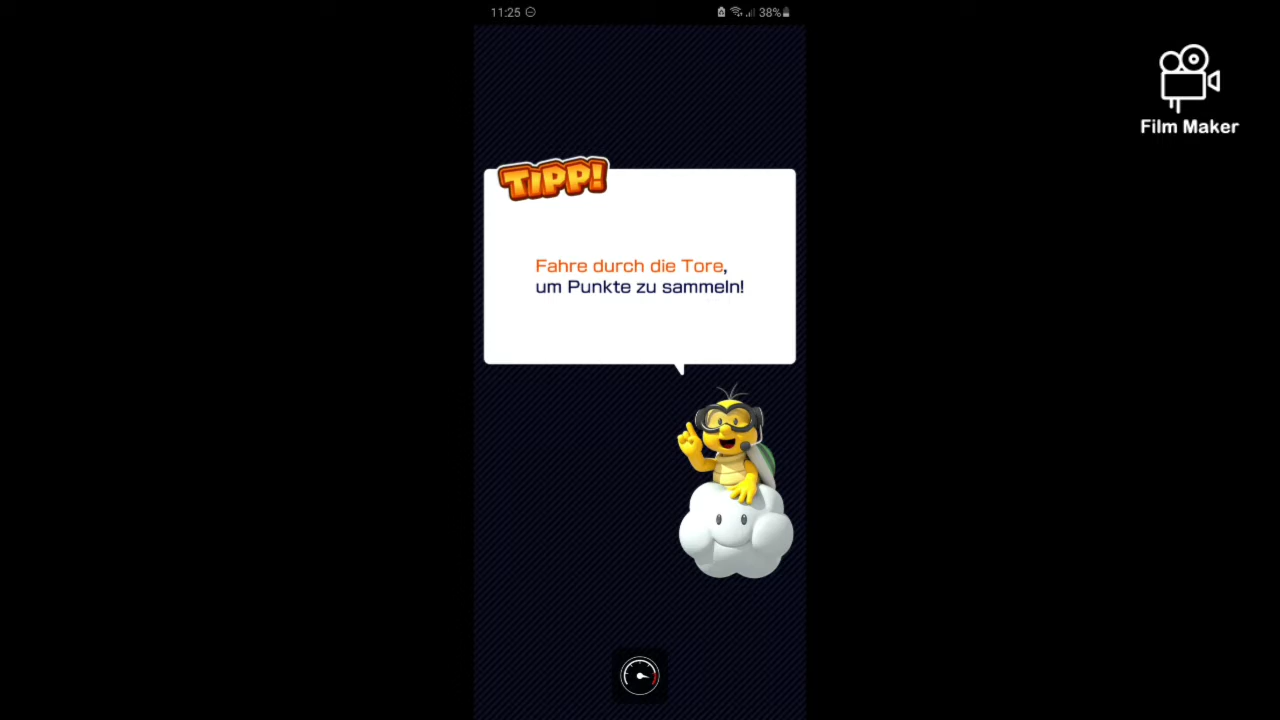 11:25
38%
Film Maker
TIPP!
Fahre durch die Tore,
um Punkte zu sammeln!